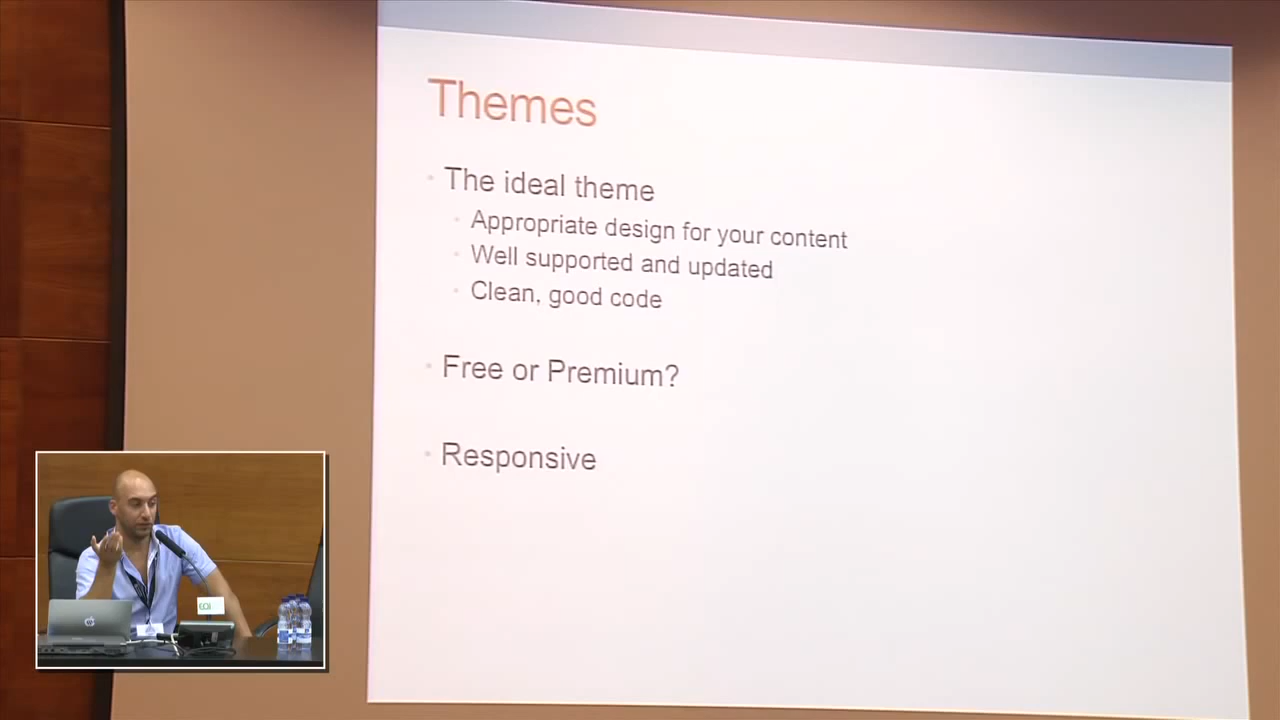 Themes
The ideal theme
Appropriate design for your content
Well supported and updated
Clean, good code
Free or Premium?
Responsive
EOI